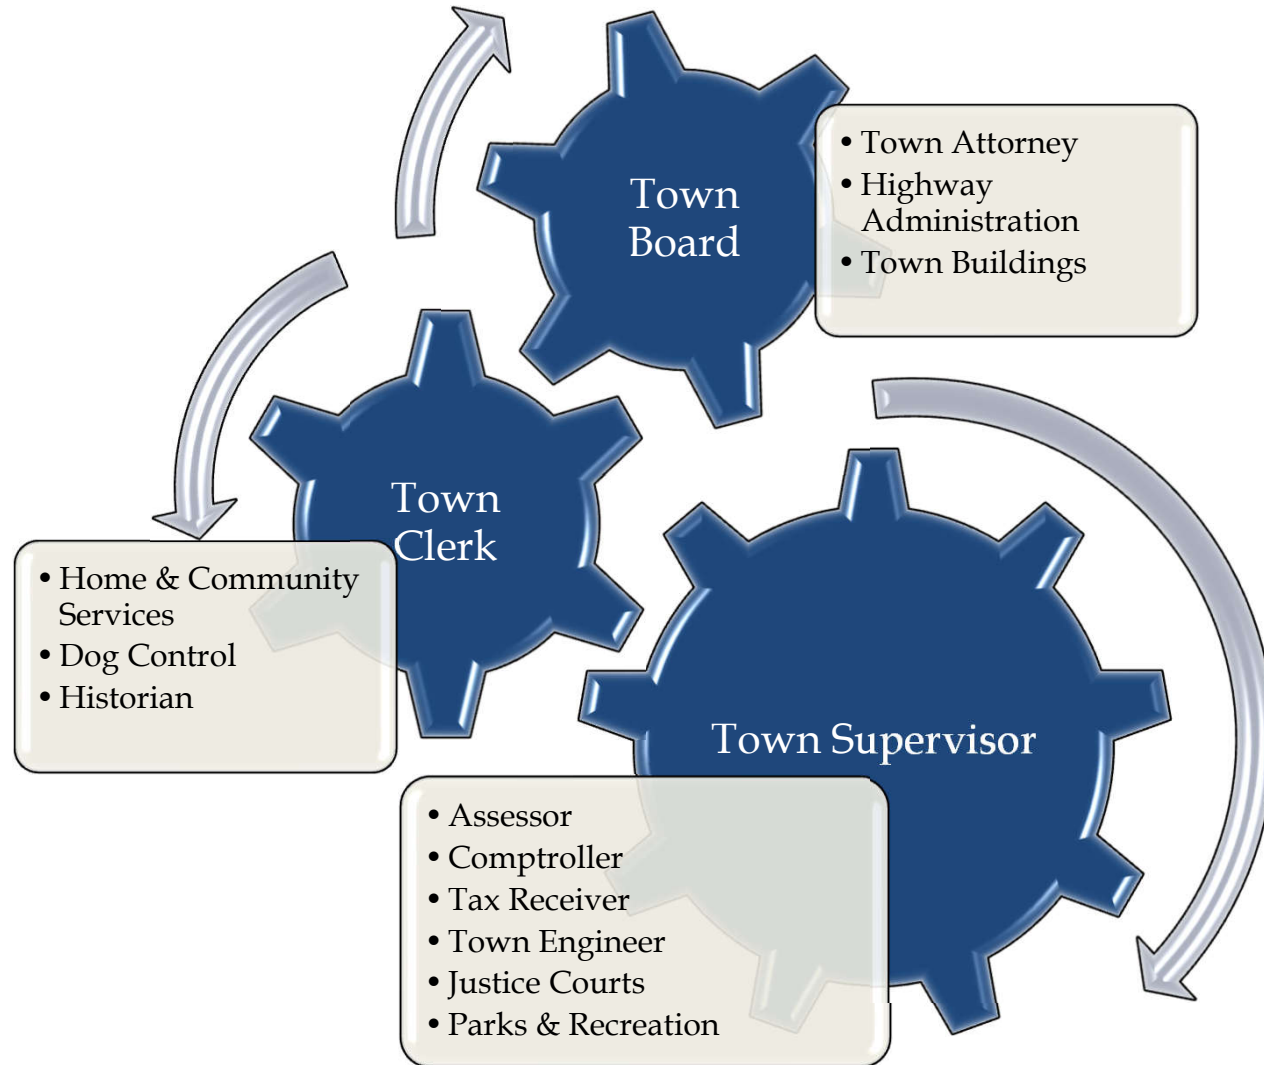 Town
Board
• Town Attorney
• Highway
Administration
• Town Buildings
Town
Clerk
• Home & Community
Services
• Dog Control
• Historian
Town Supervisor
• Assessor
• Comptroller
• Tax Receiver
• Town Engineer
• Justice Courts
• Parks & Recreation